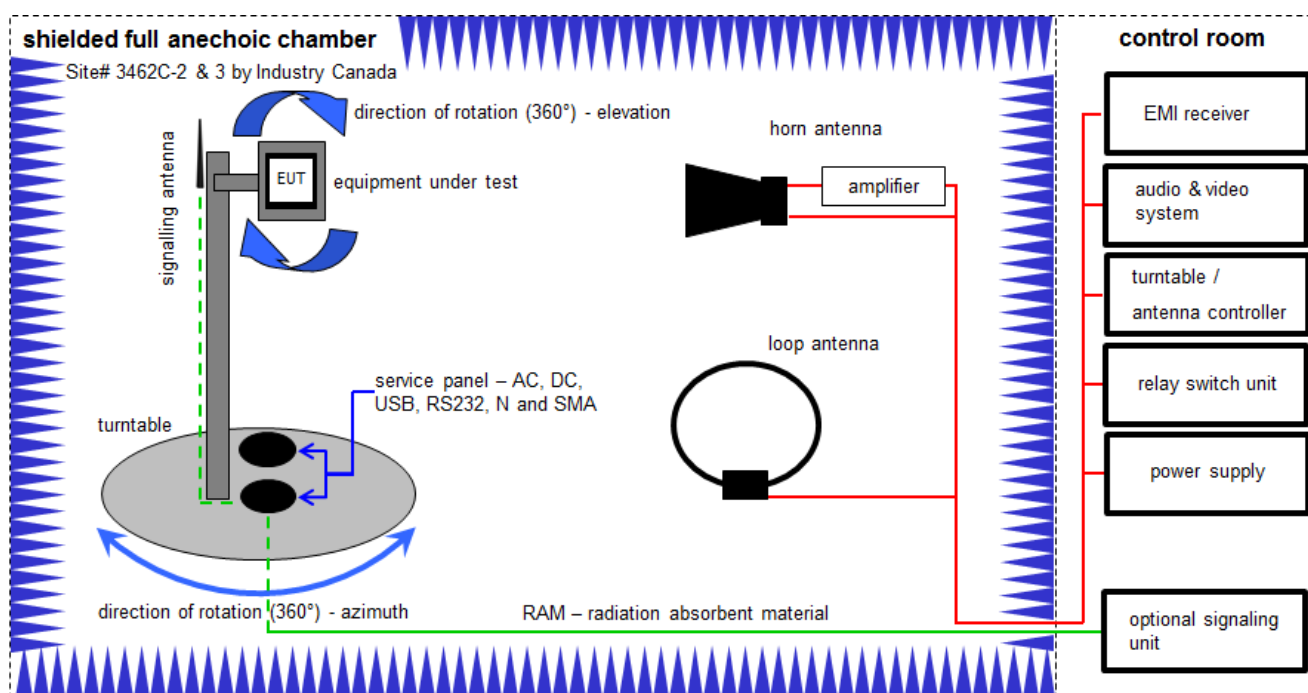 shielded full anechoic chamber
Site# 3462C-2 & 3 by Industry Canada
direction of rotation (360°) - elevation
signalling antenna
EUT
equipment under test
horn antenna
amplifier
loop antenna
service panel – AC, DC,
USB, RS232, N and SMA
turntable
direction of rotation (360°) - azimuth
RAM – radiation absorbent material
control room
EMI receiver
audio & video
system
turntable /
antenna controller
relay switch unit
power supply
optional signaling
unit